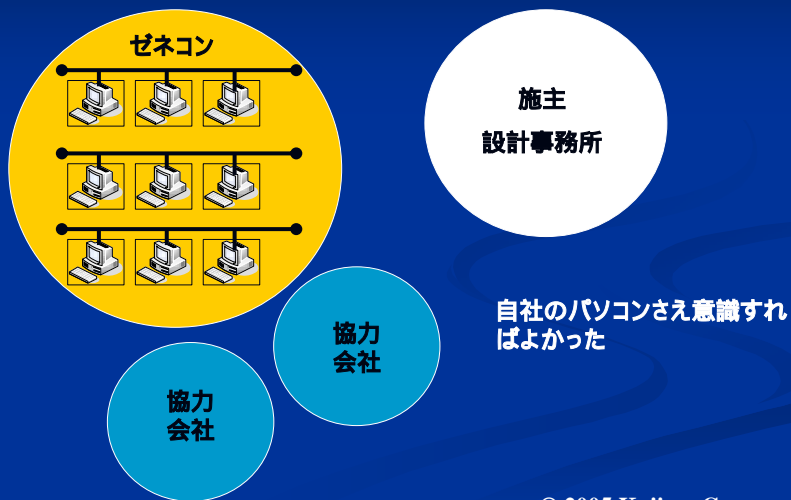 ゼネコン
施主
設計事務所
自社のパソコンさえ意識すれ
ばよかった
協力
会社
協力
会社
© 2005